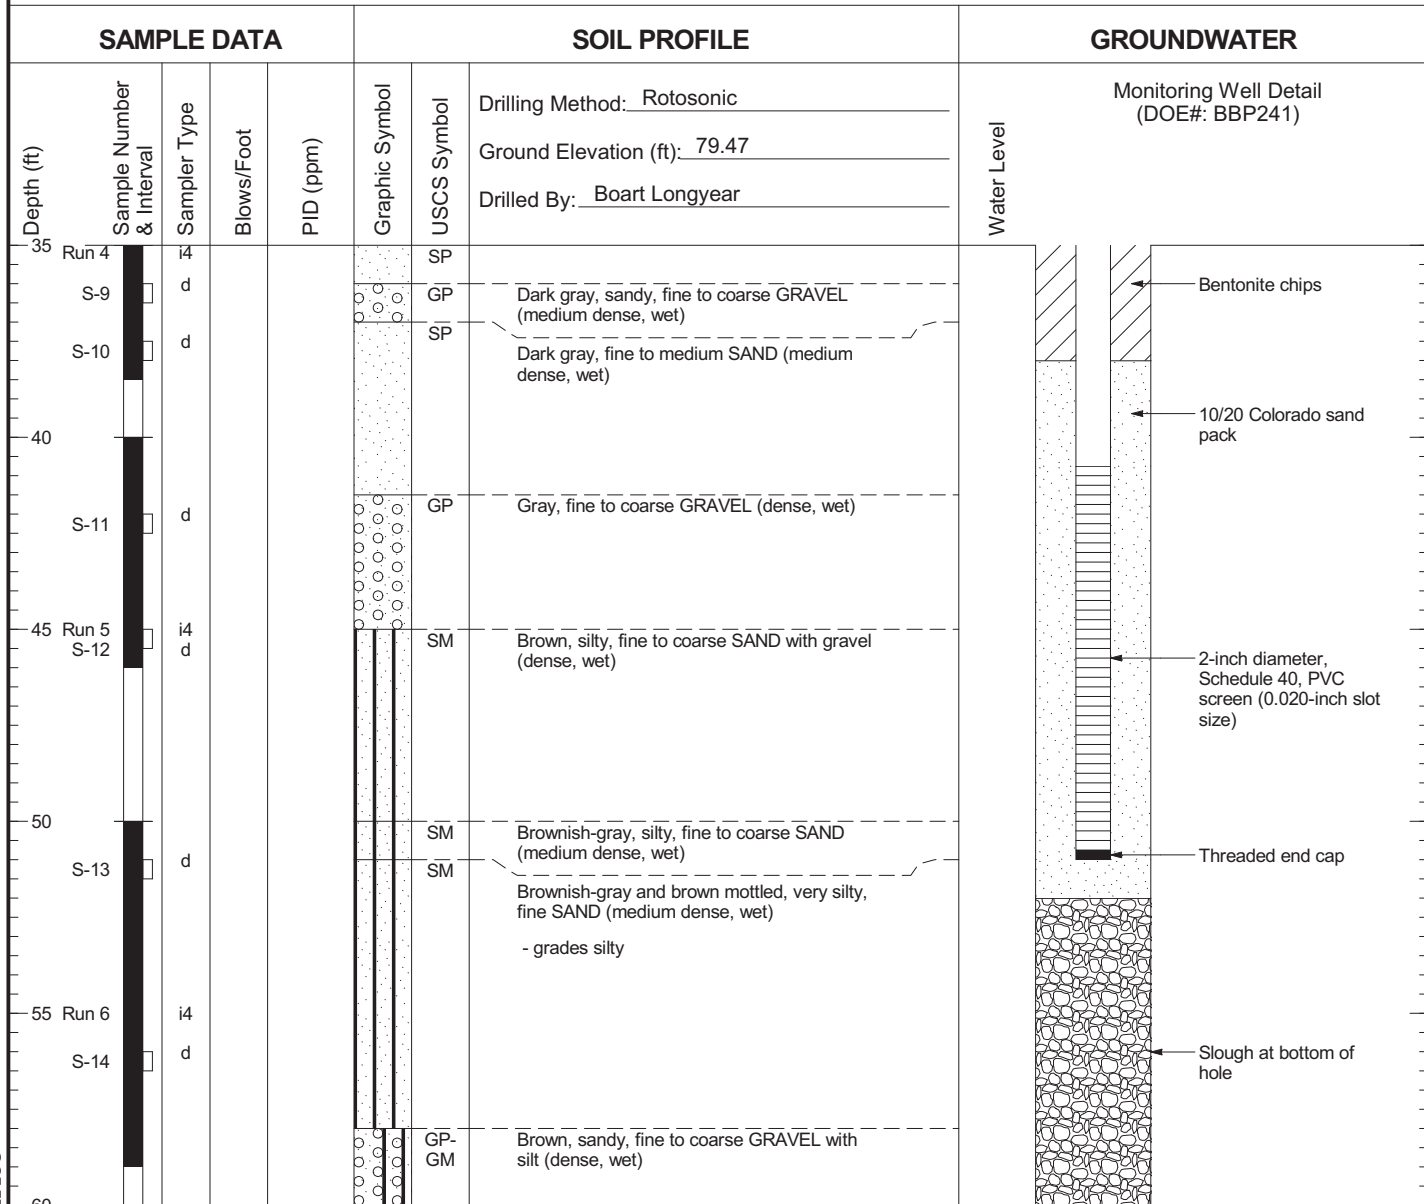 SAMPLE DATA
SOIL PROFILE
GROUNDWATER
Depth (ft)
Sample Number
& Interval
Sampler Type
Blows/Foot
PID (ppm)
Graphic Symbol
USCS Symbol
Drilling Method: Rotosonic
Ground Elevation (ft): 79.47
Drilled By: Boart Longyear
Water Level
Monitoring Well Detail
(DOE#: BBP241)
35 Run 4 i4 SP
S-9 d GP Dark gray, sandy, fine to coarse GRAVEL
(medium dense, wet)
Bentonite chips
S-10 d SP Dark gray, fine to medium SAND (medium
dense, wet)
10/20 Colorado sand
pack
40
S-11 d GP Gray, fine to coarse GRAVEL (dense, wet)
45 Run 5 i4
S-12 d SM Brown, silty, fine to coarse SAND with gravel
(dense, wet)
2-inch diameter,
Schedule 40, PVC
screen (0.020-inch slot
size)
50 SM Brownish-gray, silty, fine to coarse SAND
(medium dense, wet)
Threaded end cap
S-13 d SM Brownish-gray and brown mottled, very silty,
fine SAND (medium dense, wet)
- grades silty
55 Run 6 i4
S-14 d
Slough at bottom of
hole
GP-
GM
Brown, sandy, fine to coarse GRAVEL with
silt (dense, wet)
60